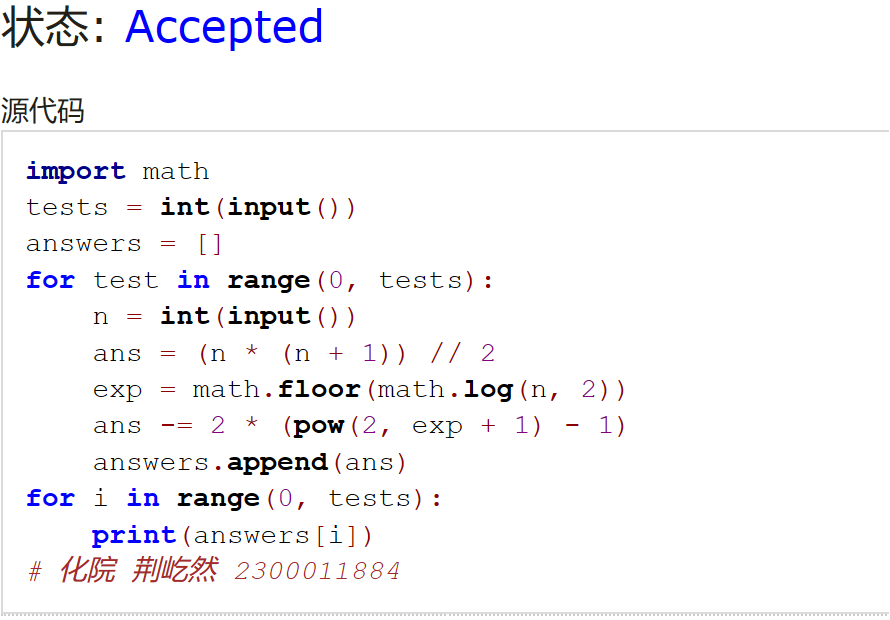 状态: Accepted
源代码
import math
tests = int(input())
answers = []
for test in range(0, tests):
    n = int(input())
    ans = (n * (n + 1)) // 2
    exp = math.floor(math.log(n, 2))
    ans -= 2 * (pow(2, exp + 1) - 1)
    answers.append(ans)
for i in range(0, tests):
    print(answers[i])
# 化院 荆屹然 2300011884